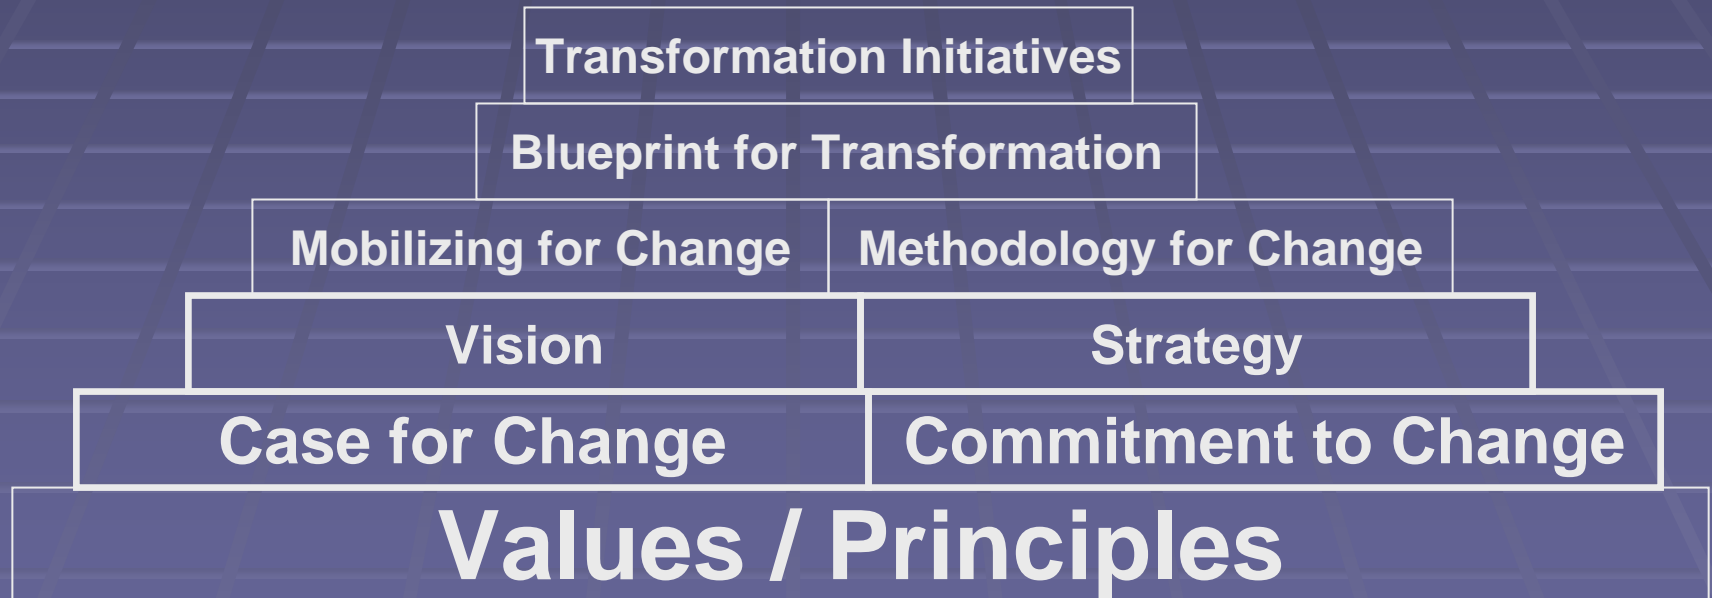 Transformation Initiatives
Blueprint for Transformation
Mobilizing for Change
Methodology for Change
Vision
Strategy
Case for Change
Commitment to Change
Values / Principles